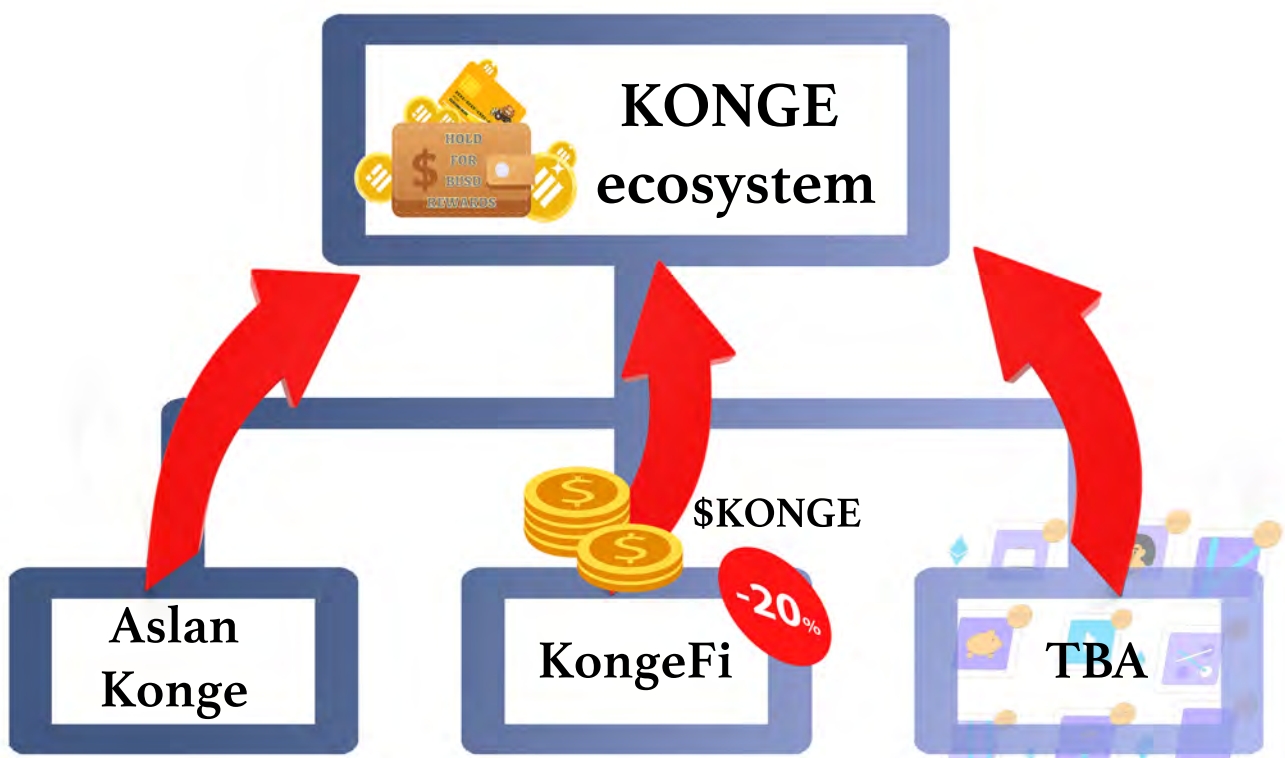 KONGE
ecosystem
HOLD
FOR
BUSD
REWARDS
$
$KONGE
-20%
Aslan
Konge
KongeFi
TBA